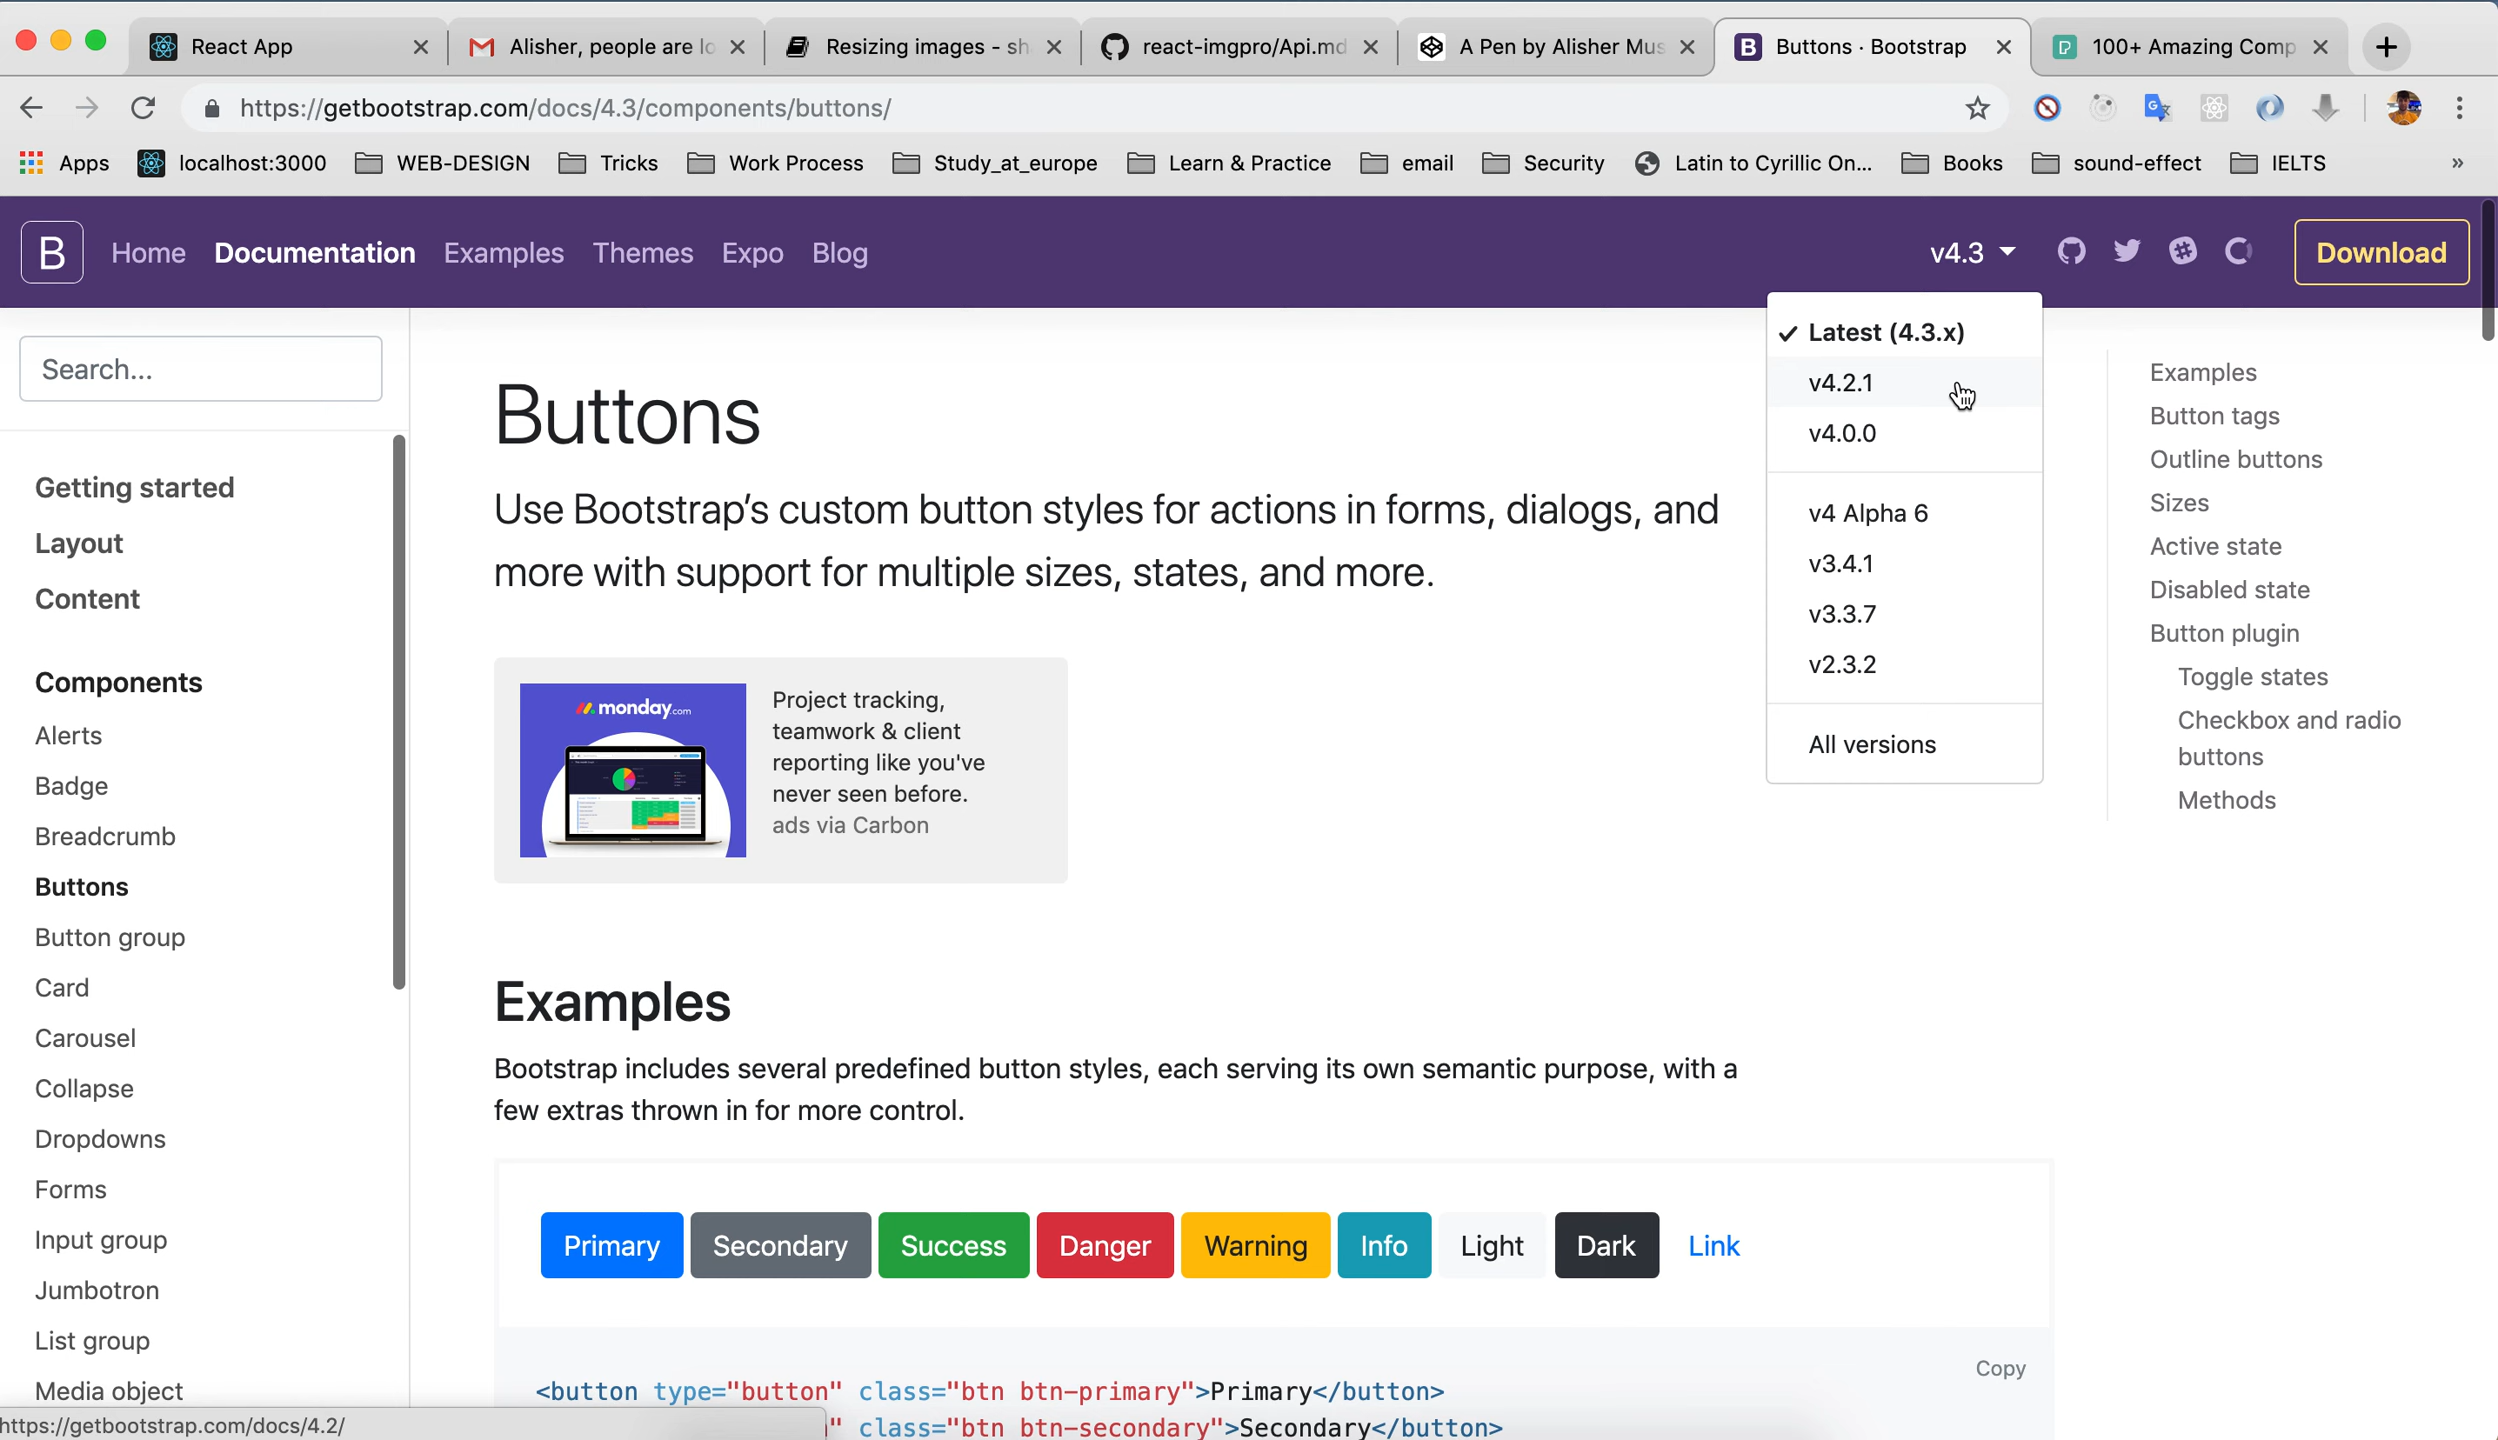 React App
Alisher, people are lo
Resizing images - sh
react-imgpro/Api.md
A Pen by Alisher Mus
Buttons · Bootstrap
100+ Amazing Comp
https://getbootstrap.com/docs/4.3/components/buttons/
Apps
localhost:3000
WEB-DESIGN
Tricks
Work Process
Study_at_europe
Learn & Practice
email
Security
Latin to Cyrillic On...
Books
sound-effect
IELTS
»
B
Home
Documentation
Examples
Themes
Expo
Blog
v4.3
Download
Latest (4.3.x)
v4.2.1
v4.0.0
v4 Alpha 6
v3.4.1
v3.3.7
v2.3.2
All versions
Search...
Getting started
Layout
Content
Components
Alerts
Badge
Breadcrumb
Buttons
Button group
Card
Carousel
Collapse
Dropdowns
Forms
Input group
Jumbotron
List group
Media object
https://getbootstrap.com/docs/4.2/
Buttons
Use Bootstrap’s custom button styles for actions in forms, dialogs, and
more with support for multiple sizes, states, and more.
monday.com
Project tracking,
teamwork & client
reporting like you've
never seen before.
ads via Carbon
Examples
Bootstrap includes several predefined button styles, each serving its own semantic purpose, with a
few extras thrown in for more control.
Primary
Secondary
Success
Danger
Warning
Info
Light
Dark
Link
Copy
<button type="button" class="btn btn-primary">Primary</button>
" class="btn btn-secondary">Secondary</button>
Examples
Button tags
Outline buttons
Sizes
Active state
Disabled state
Button plugin
Toggle states
Checkbox and radio
buttons
Methods